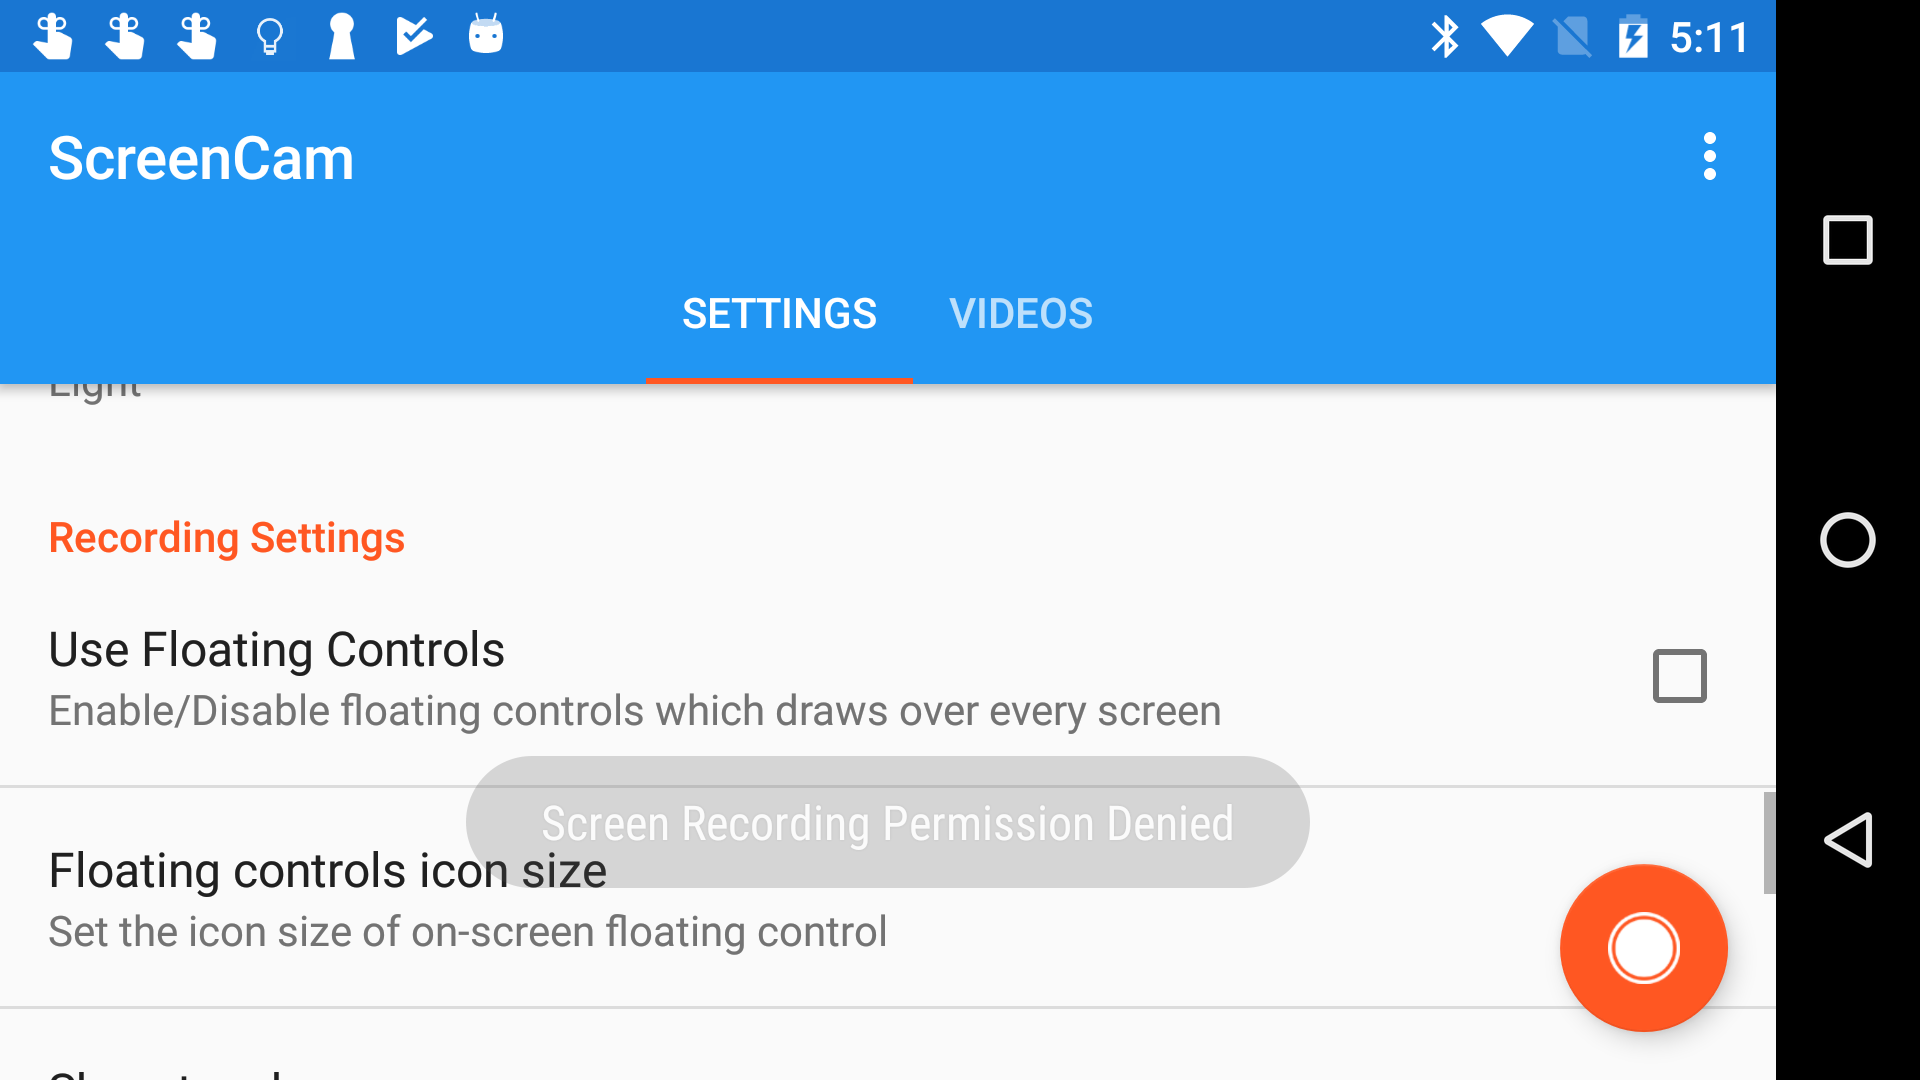 5:11
ScreenCam
SETTINGS VIDEOS
Light
Recording Settings
Use Floating Controls
Enable/Disable floating controls which draws over every screen
Screen Recording Permission Denied
Floating controls icon size
Set the icon size of on-screen floating control